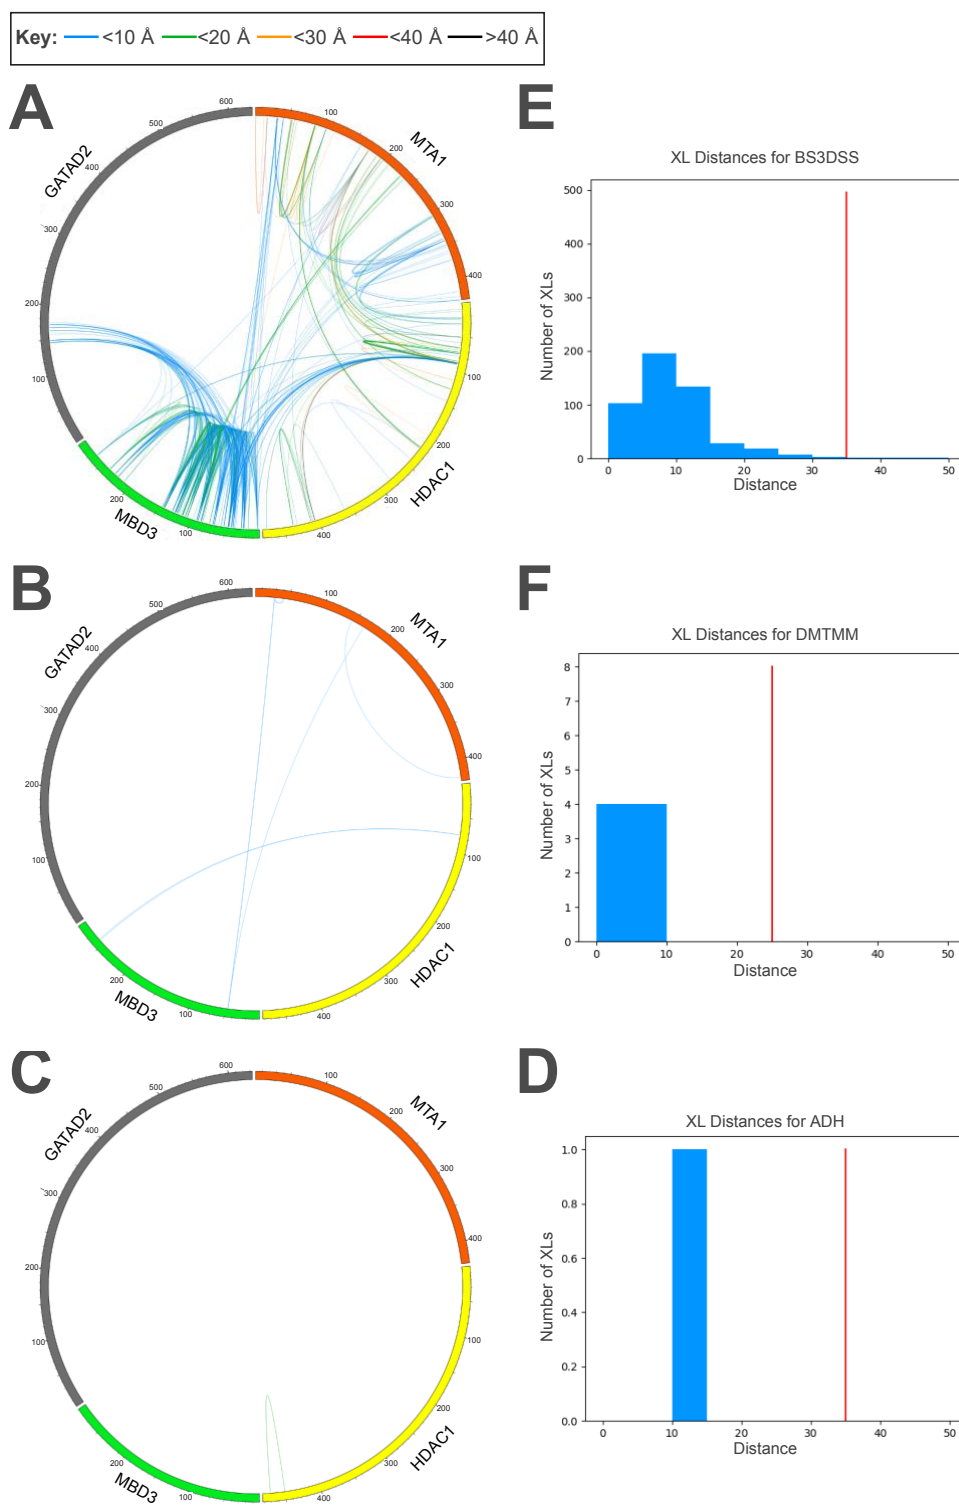 Key: <10 Å <20 Å <30 Å <40 Å >40 Å
A
600
500
400
300
200
100
GATAD2
100
200
300
400
MTA1
100
200
300
400
HDAC1
100
200
MBD3
E
XL Distances for BS3DSS
Number of XLs
500
400
300
200
100
0
0 10 20 30 40 50
Distance
B
600
500
400
300
200
100
GATAD2
100
200
300
400
MTA1
100
200
300
400
HDAC1
100
200
MBD3
F
XL Distances for DMTMM
Number of XLs
8
7
6
5
4
3
2
1
0
0 10 20 30 40 50
Distance
C
600
500
400
300
200
100
GATAD2
100
200
300
400
MTA1
100
200
300
400
HDAC1
100
200
MBD3
D
XL Distances for ADH
Number of XLs
1.0
0.8
0.6
0.4
0.2
0.0
0 10 20 30 40 50
Distance